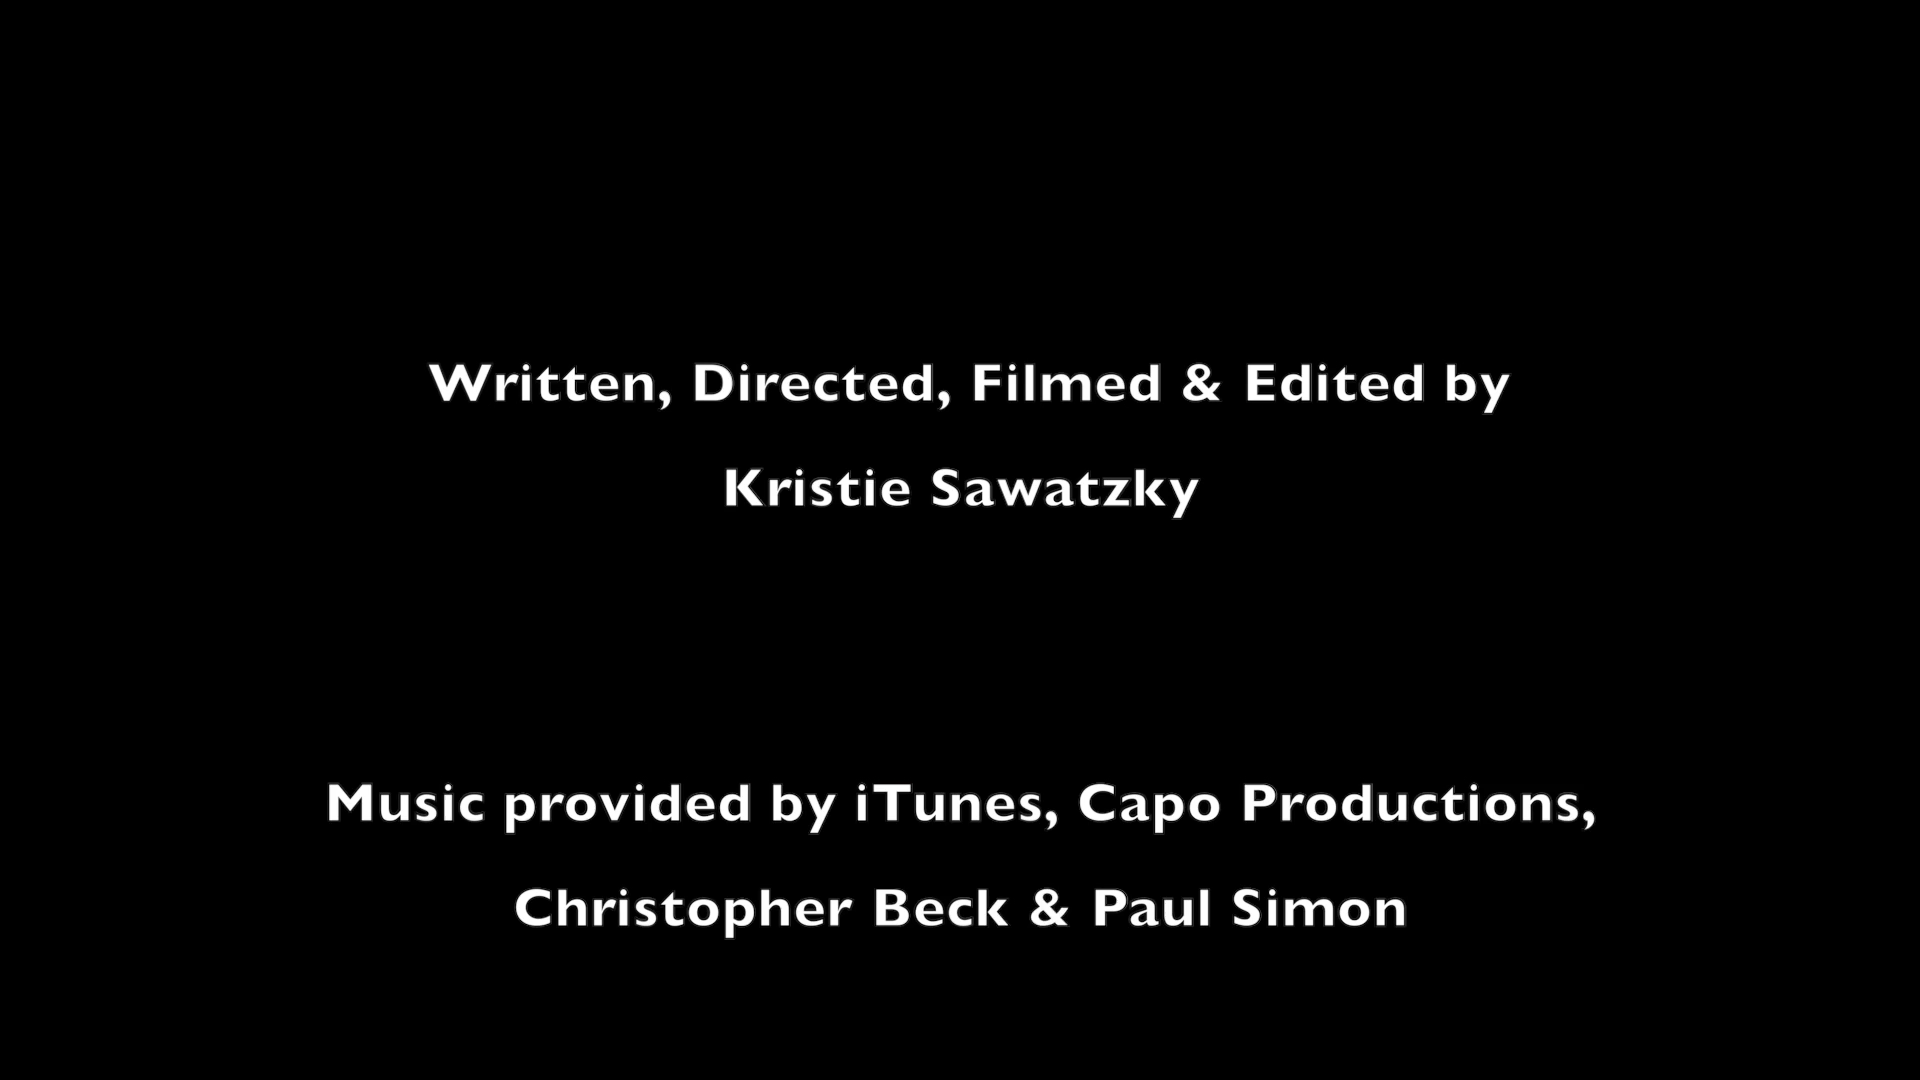 Written, Directed, Filmed & Edited by
Kristie Sawatzky
Music provided by iTunes, Capo Productions,
Christopher Beck & Paul Simon